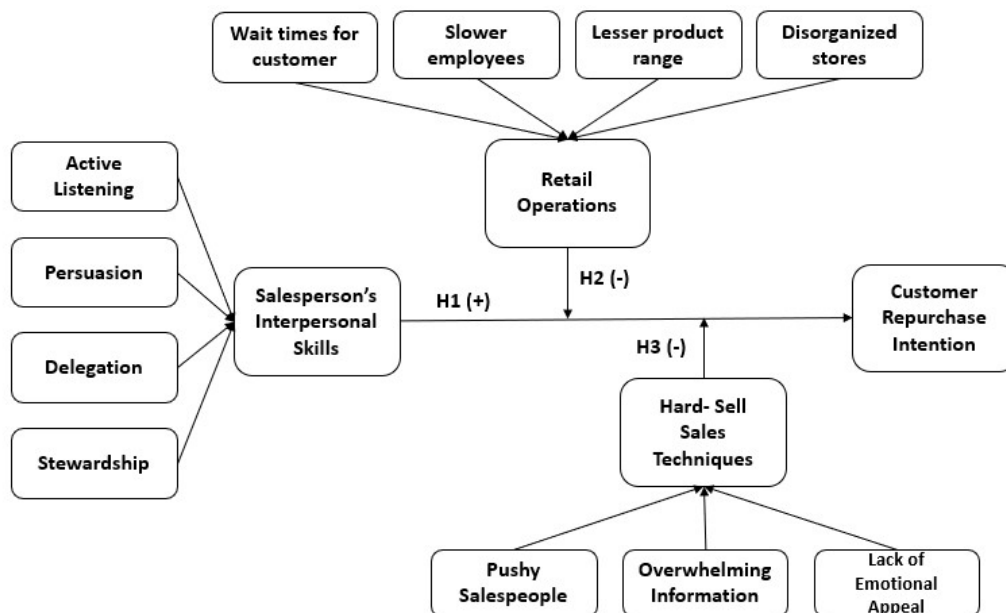 Wait times for
customer
Slower
employees
Lesser product
range
Disorganized
stores
Retail
Operations
Active
Listening
Persuasion
Delegation
Stewardship
Salesperson's
Interpersonal
Skills
H1 (+)
H2 (-)
H3 (-)
Customer
Repurchase
Intention
Hard- Sell
Sales
Techniques
Pushy
Salespeople
Overwhelming
Information
Lack of
Emotional
Appeal